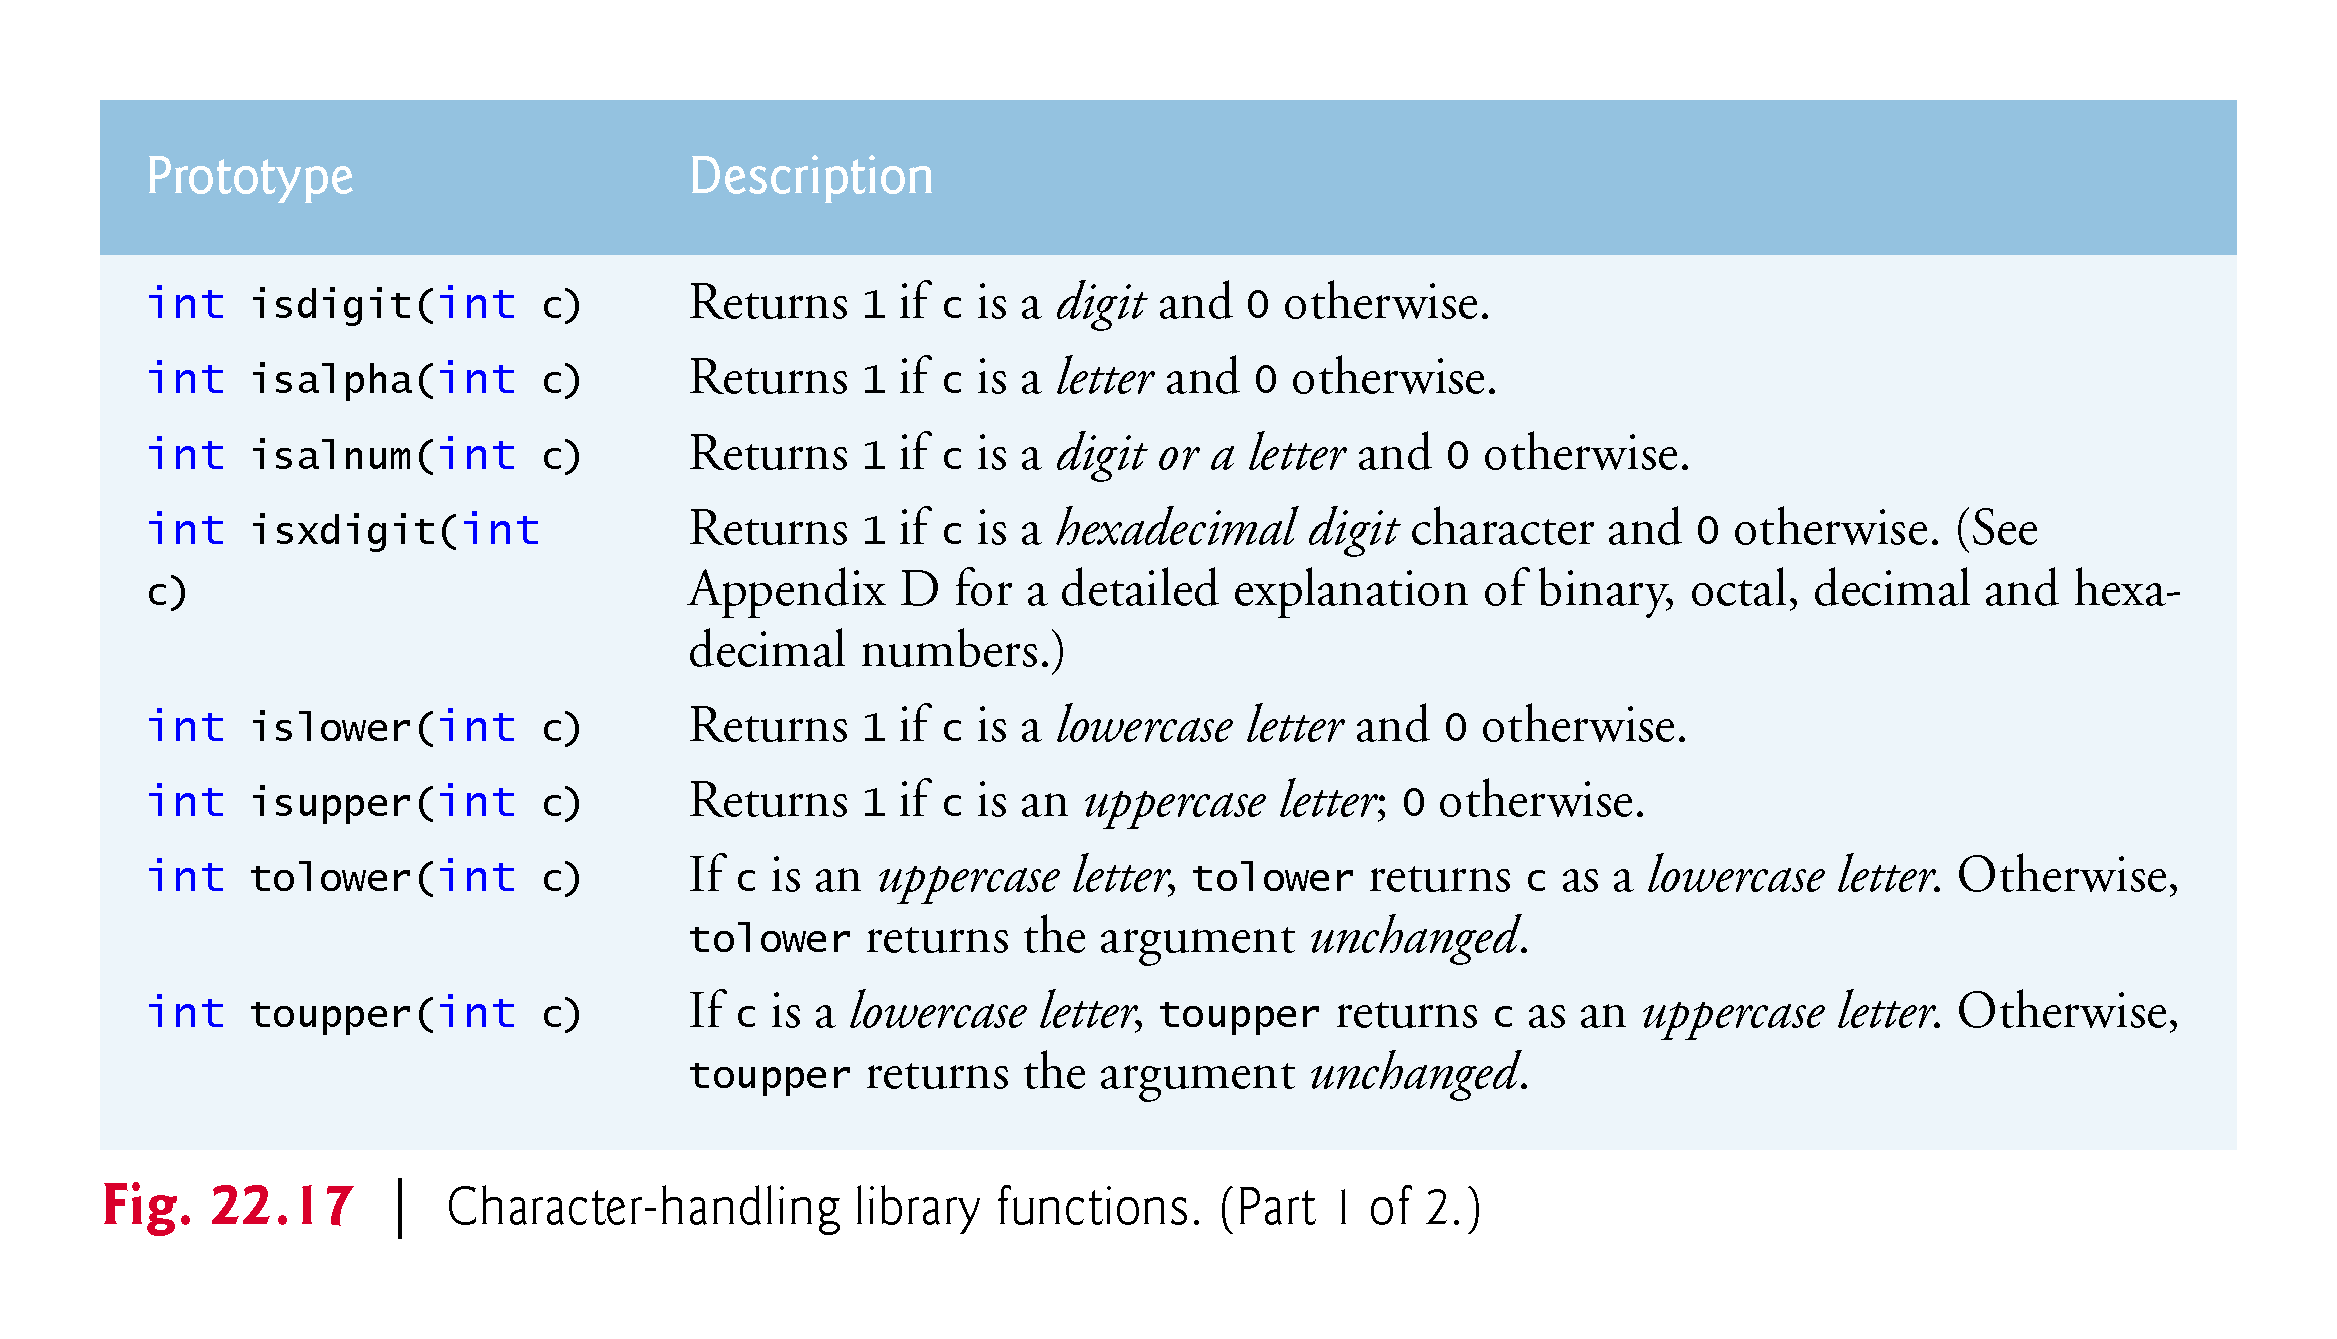 Prototype Description
int isdigit(int c) Returns 1 if c is a digit and 0 otherwise.
int isalpha(int c) Returns 1 if c is a letter and 0 otherwise.
int isalnum(int c) Returns 1 if c is a digit or a letter and 0 otherwise.
int isxdigit(int Returns 1 if c is a hexadecimal digit character and 0 otherwise. (See
c) Appendix D for a detailed explanation of binary, octal, decimal and hexa-
decimal numbers.)
int islower(int c) Returns 1 if c is a lowercase letter and 0 otherwise.
int isupper(int c) Returns 1 if c is an uppercase letter; 0 otherwise.
int tolower(int c) If c is an uppercase letter, tolower returns c as a lowercase letter. Otherwise,
tolower returns the argument unchanged.
int toupper(int c) If c is a lowercase letter, toupper returns c as an uppercase letter. Otherwise,
toupper returns the argument unchanged.
Fig. 22.17 | Character-handling library functions. (Part 1 of 2.)